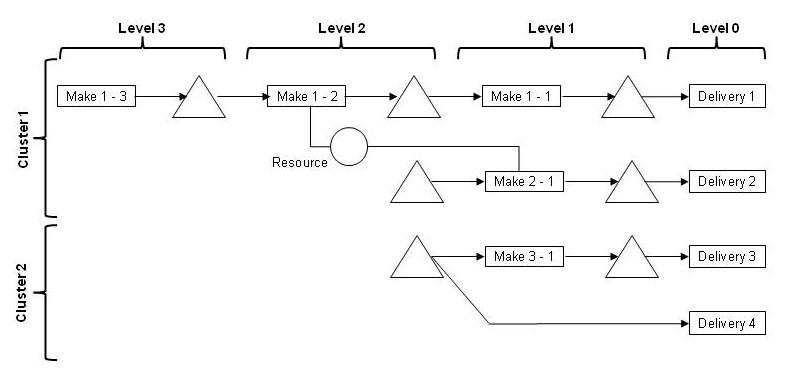 Level 3
Level 2
Level 1
Level 0
Cluster 1
Make 1 - 3
Make 1 - 2
Make 1 - 1
Delivery 1
Resource
Make 2 - 1
Delivery 2
Cluster 2
Make 3 - 1
Delivery 3
Delivery 4